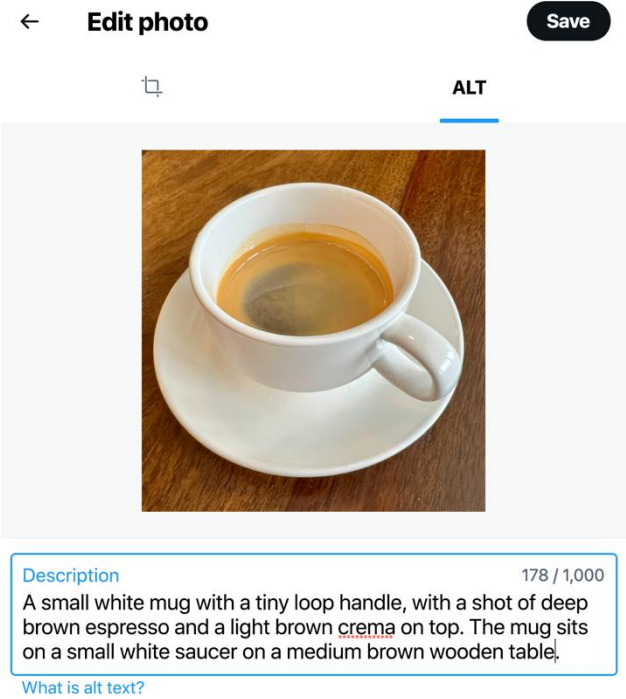 Edit photo
Save
ALT
Description
178 / 1,000
A small white mug with a tiny loop handle, with a shot of deep
brown espresso and a light brown crema on top. The mug sits
on a small white saucer on a medium brown wooden table.
What is alt text?